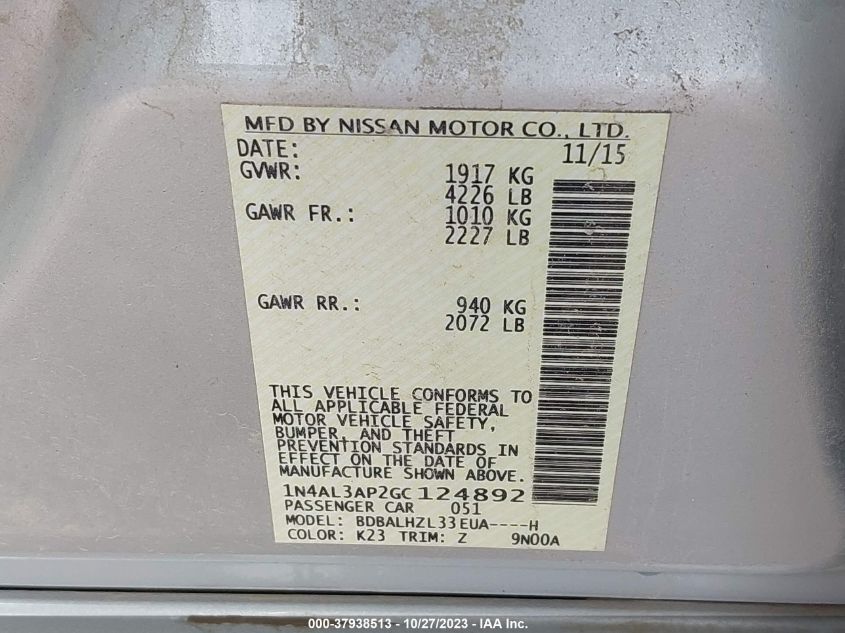 MFD BY NISSAN MOTOR CO., LTD.
DATE: 11/15
GVWR: 1917 KG
4226 LB
GAWR FR.: 1010 KG
2227 LB
GAWR RR.: 940 KG
2072 LB
THIS VEHICLE CONFORMS TO
ALL APPLICABLE FEDERAL
MOTOR VEHICLE SAFETY,
BUMPER, AND THEFT
PREVENTION STANDARDS IN
EFFECT ON THE DATE OF
MANUFACTURE SHOWN ABOVE.
1N4AL3AP2GC124892
PASSENGER CAR 051
MODEL: BDBALHZL33EUA----H
COLOR: K23 TRIM: Z 9N00A
000-37938513 - 10/27/2023 - IAA Inc.